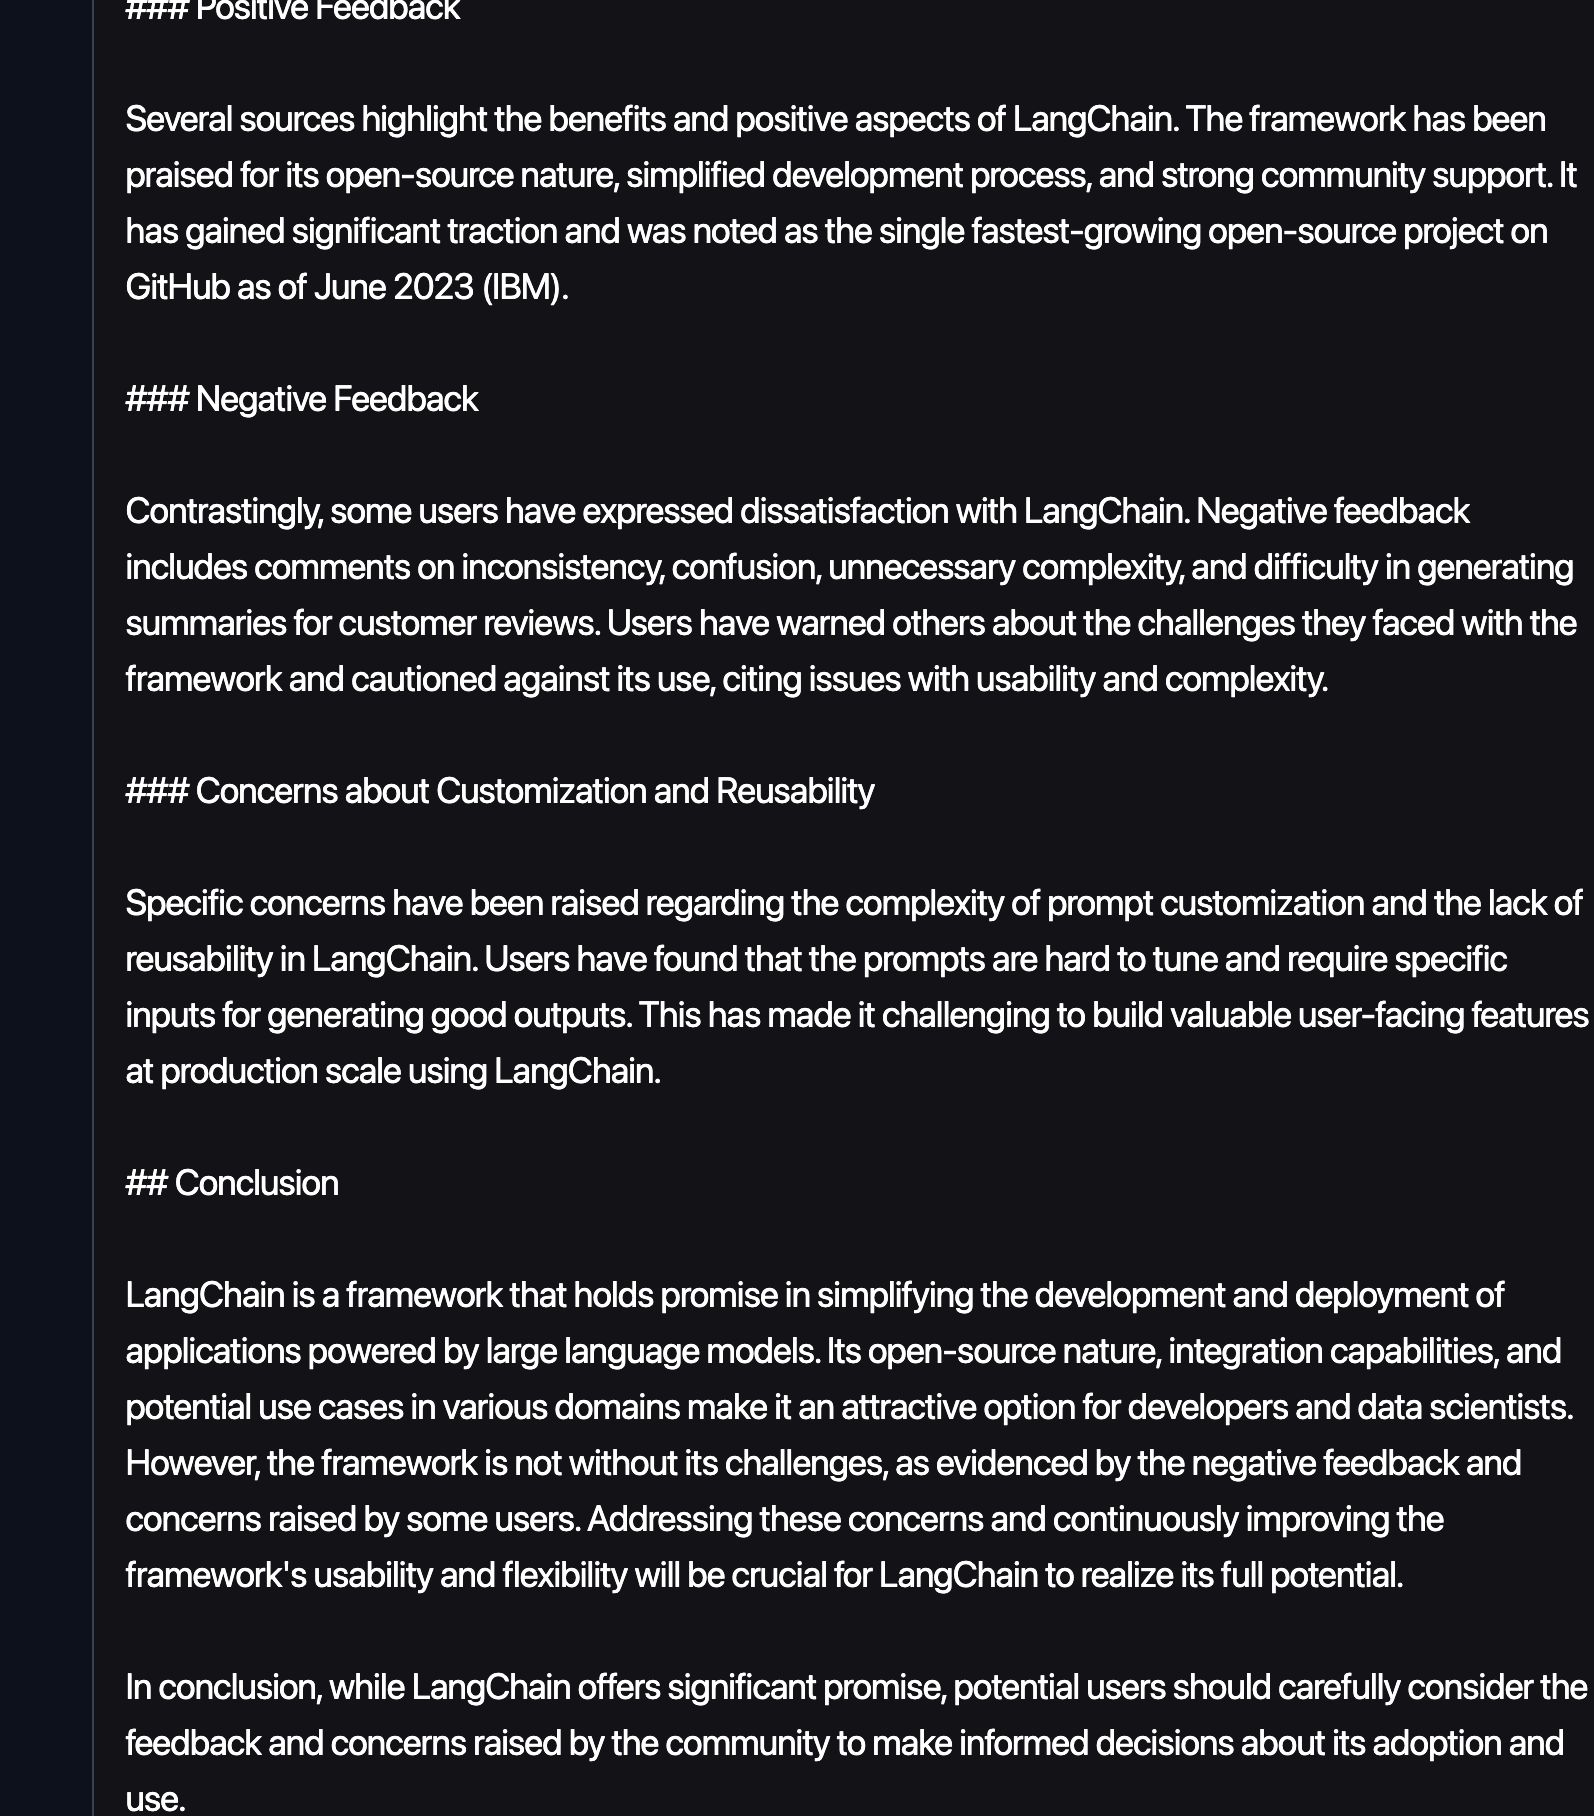 ### Positive Feedback
Several sources highlight the benefits and positive aspects of LangChain. The framework has been
praised for its open-source nature, simplified development process, and strong community support. It
has gained significant traction and was noted as the single fastest-growing open-source project on
GitHub as of June 2023 (IBM).
### Negative Feedback
Contrastingly, some users have expressed dissatisfaction with LangChain. Negative feedback
includes comments on inconsistency, confusion, unnecessary complexity, and difficulty in generating
summaries for customer reviews. Users have warned others about the challenges they faced with the
framework and cautioned against its use, citing issues with usability and complexity.
### Concerns about Customization and Reusability
Specific concerns have been raised regarding the complexity of prompt customization and the lack of
reusability in LangChain. Users have found that the prompts are hard to tune and require specific
inputs for generating good outputs. This has made it challenging to build valuable user-facing features
at production scale using LangChain.
## Conclusion
LangChain is a framework that holds promise in simplifying the development and deployment of
applications powered by large language models. Its open-source nature, integration capabilities, and
potential use cases in various domains make it an attractive option for developers and data scientists.
However, the framework is not without its challenges, as evidenced by the negative feedback and
concerns raised by some users. Addressing these concerns and continuously improving the
framework's usability and flexibility will be crucial for LangChain to realize its full potential.
In conclusion, while LangChain offers significant promise, potential users should carefully consider the
feedback and concerns raised by the community to make informed decisions about its adoption and
use.